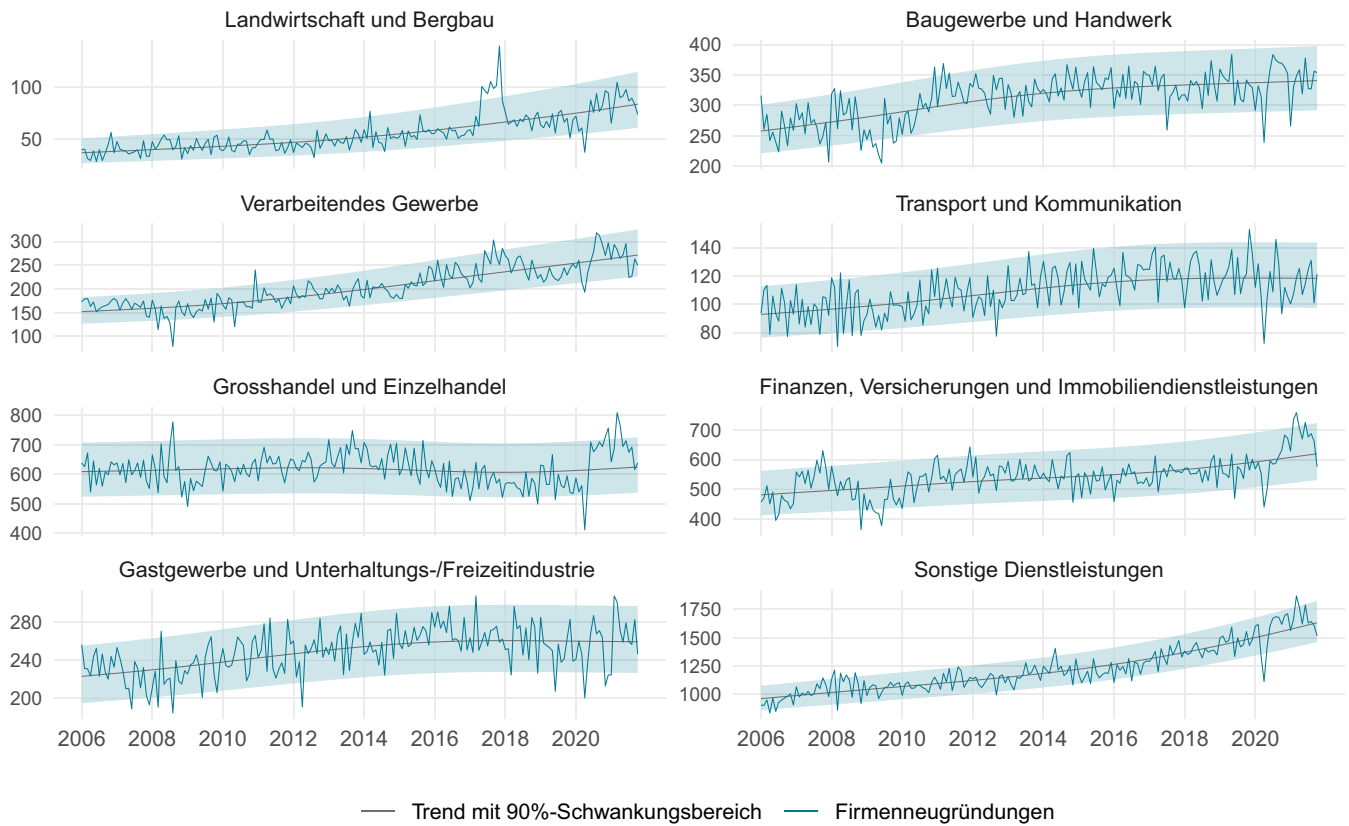 Landwirtschaft und Bergbau
100
50
Baugewerbe und Handwerk
400
350
300
250
200
Verarbeitendes Gewerbe
300
250
200
150
100
Transport und Kommunikation
140
120
100
80
Grosshandel und Einzelhandel
800
700
600
500
400
Finanzen, Versicherungen und Immobiliendienstleistungen
700
600
500
400
Gastgewerbe und Unterhaltungs-/Freizeitindustrie
280
240
200
2006 2008 2010 2012 2014 2016 2018 2020
Sonstige Dienstleistungen
1750
1500
1250
1000
2006 2008 2010 2012 2014 2016 2018 2020
Trend mit 90%-Schwankungsbereich Firmenneugründungen